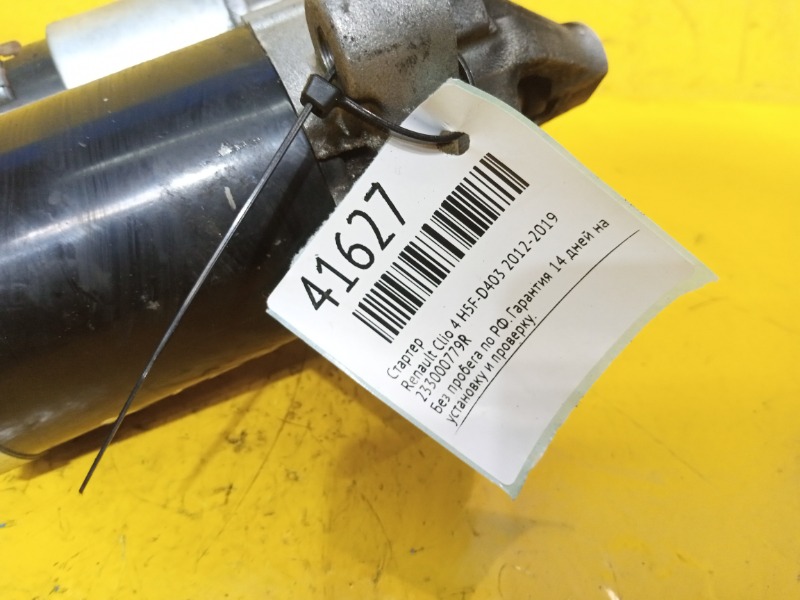 41627
Стартер
Renault Clio 4 H5F-D403 2012-2019
233000779R
Без пробега по РФ. Гарантия 14 дней на
установку и проверку.